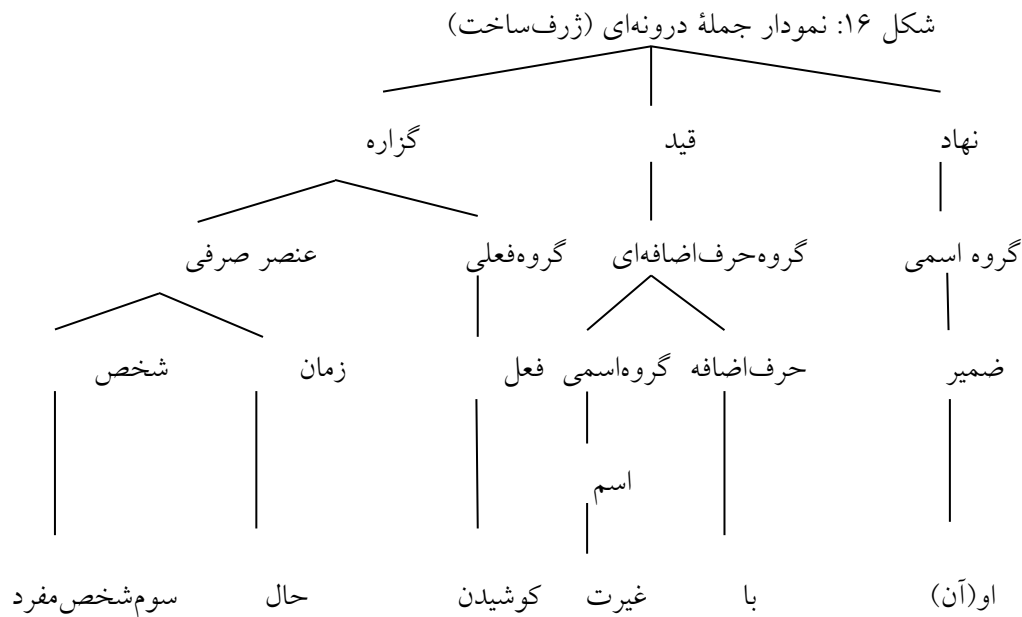 شکل ۱۶: نمودار جملهٔ درونه‌ای (ژرف‌ساخت)
نهاد قید گزاره
گروه اسمی گروه‌حرف‌اضافه‌ای گروه‌فعلی عنصر صرفی
ضمیر حرف‌اضافه گروه‌اسمی فعل زمان شخص
اسم
او(آن) با غیرت کوشیدن حال سوم‌شخص‌مفرد